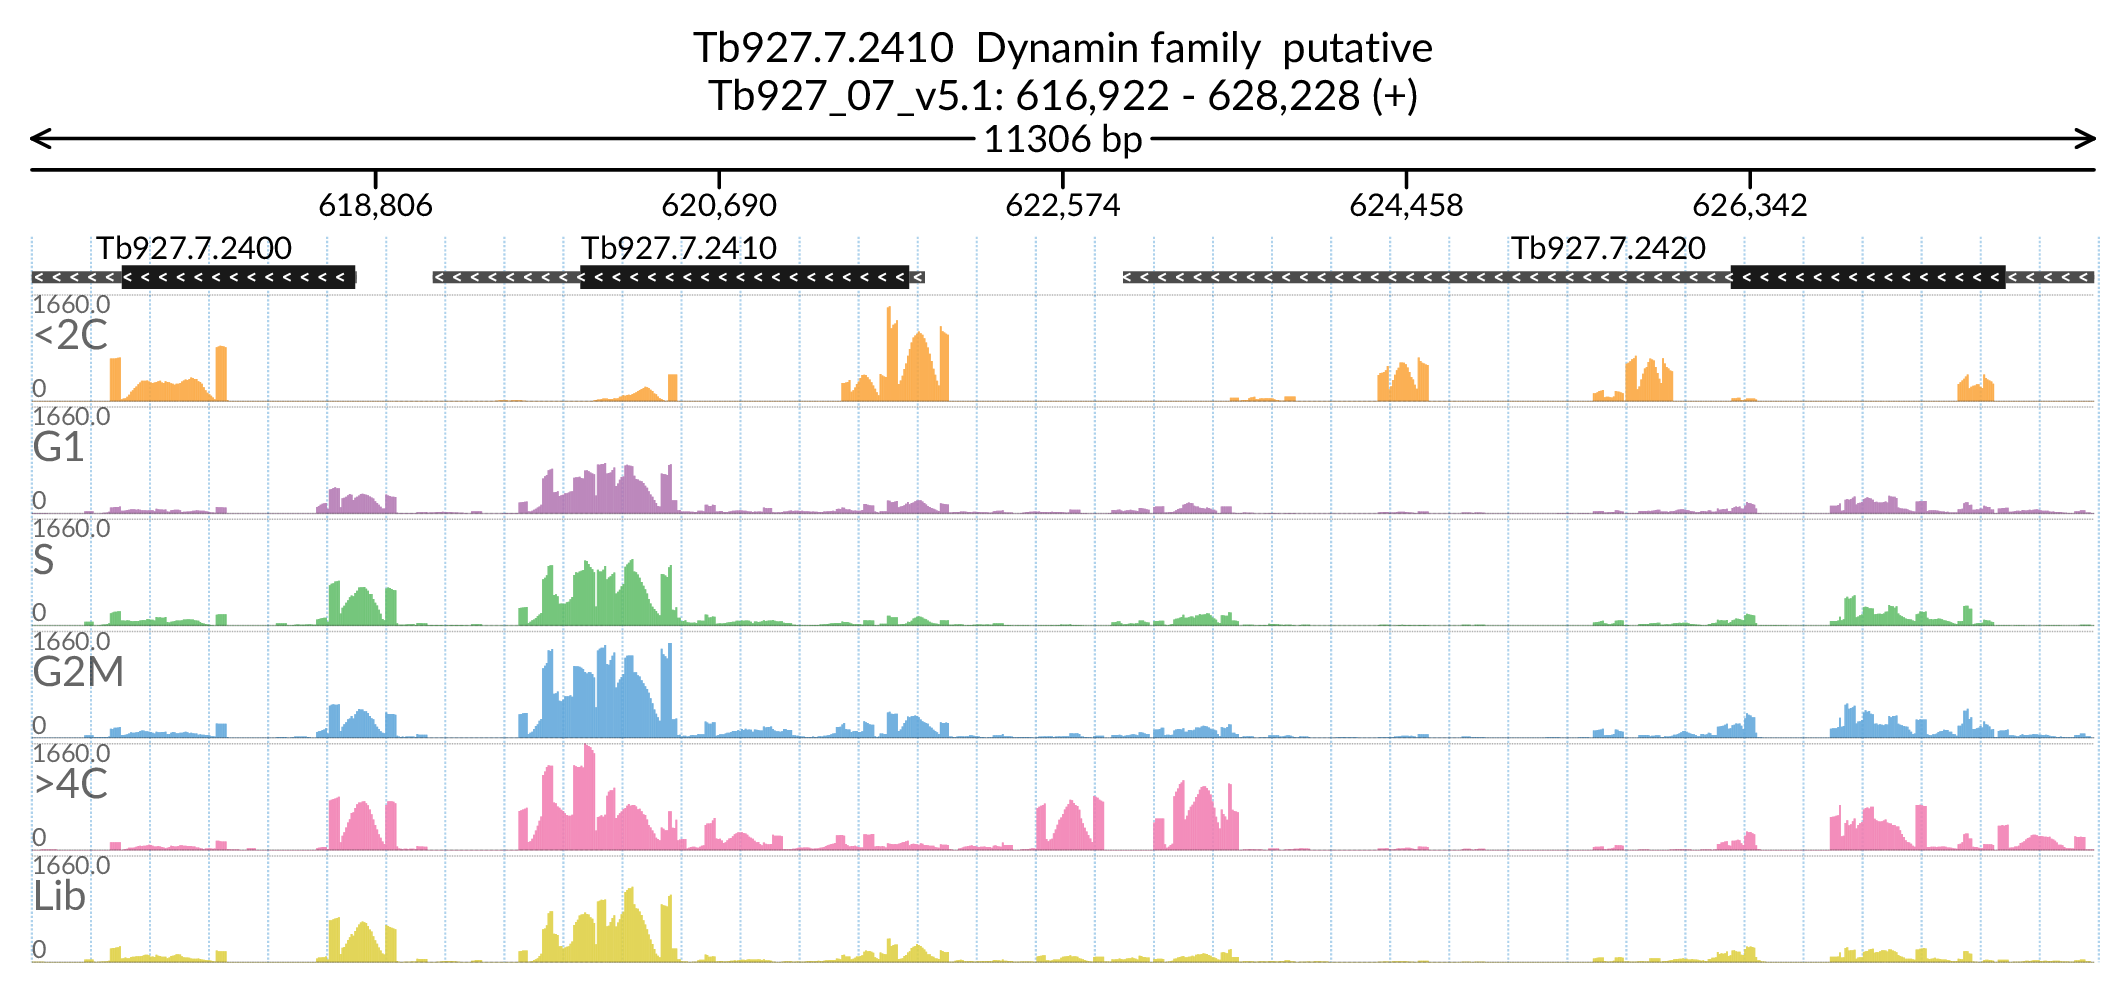 Tb927.7.2410  Dynamin family  putative
Tb927_07_v5.1: 616,922 - 628,228 (+)
11306 bp
618,806 620,690 622,574 624,458 626,342
Tb927.7.2400 Tb927.7.2410 Tb927.7.2420
1660.0
<2C
0
1660.0
G1
0
1660.0
S
0
1660.0
G2M
0
1660.0
>4C
0
1660.0
Lib
0